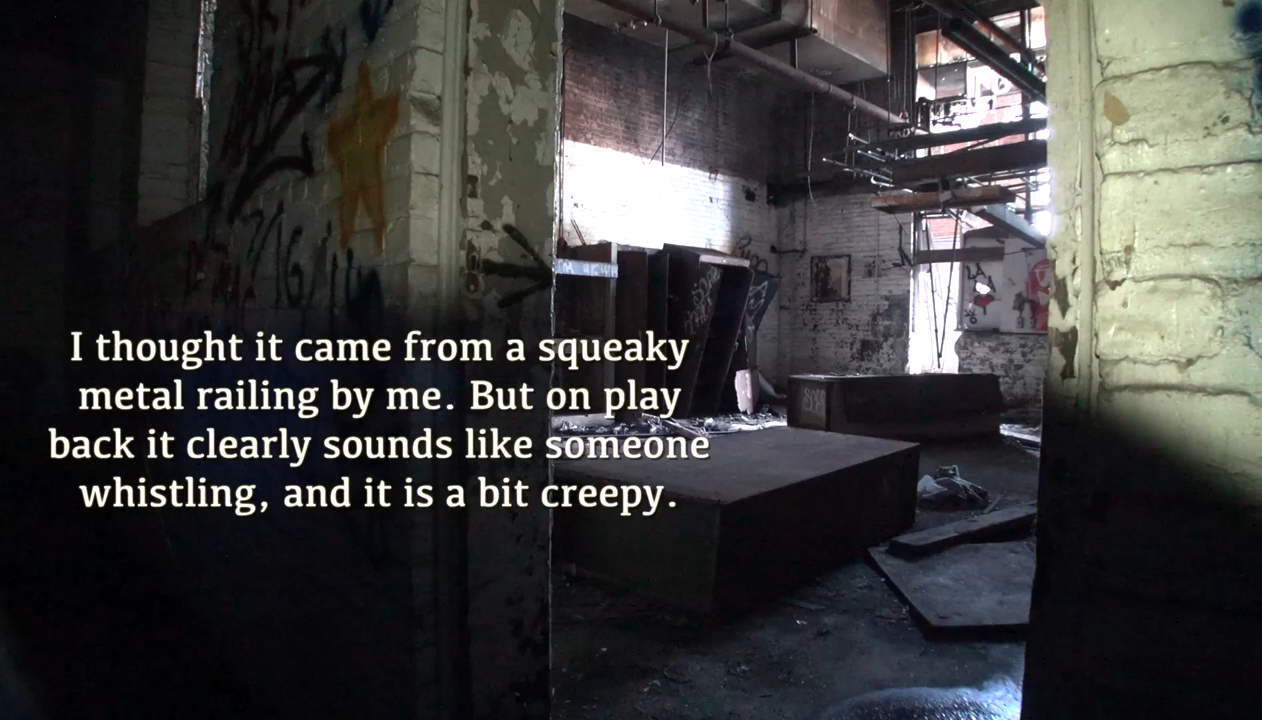 I thought it came from a squeaky
metal railing by me. But on play
back it clearly sounds like someone
whistling, and it is a bit creepy.